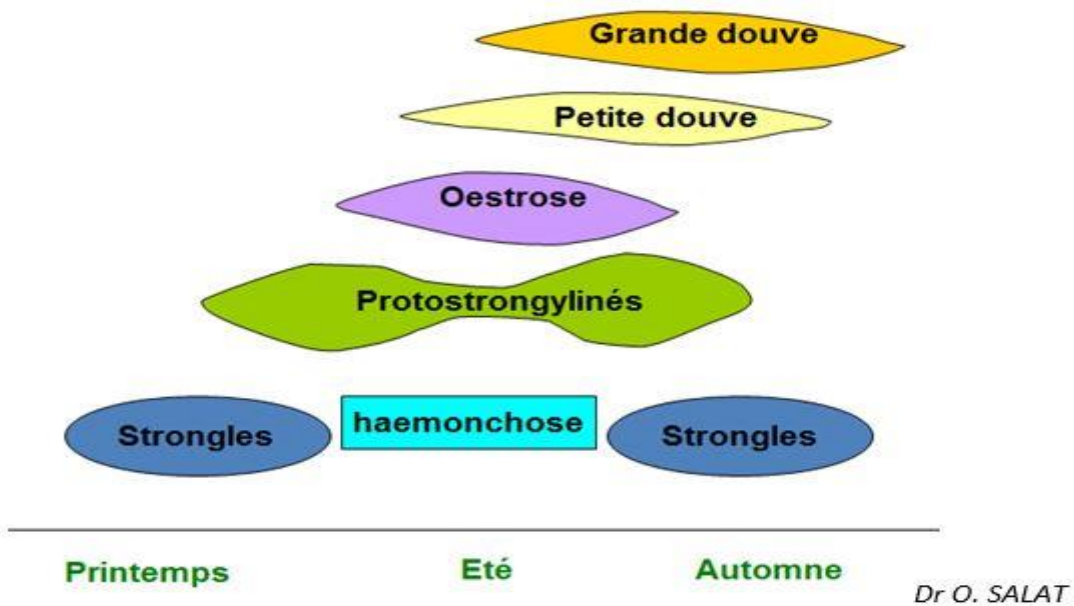 Grande douve
Petite douve
Oestrose
Protostrongylinés
Strongles haemonchose Strongles
Printemps Eté Automne
Dr O. SALAT